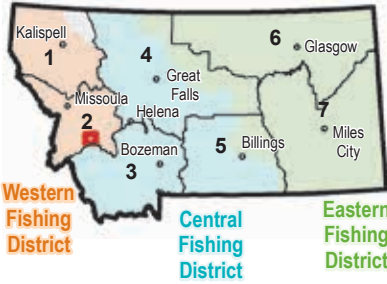 Kalispell
1
4
6
Glasgow
Great
Falls
Missoula
Helena
2
7
Miles
City
Bozeman
3
5
Billings
Western
Fishing
District
Central
Fishing
District
Eastern
Fishing
District